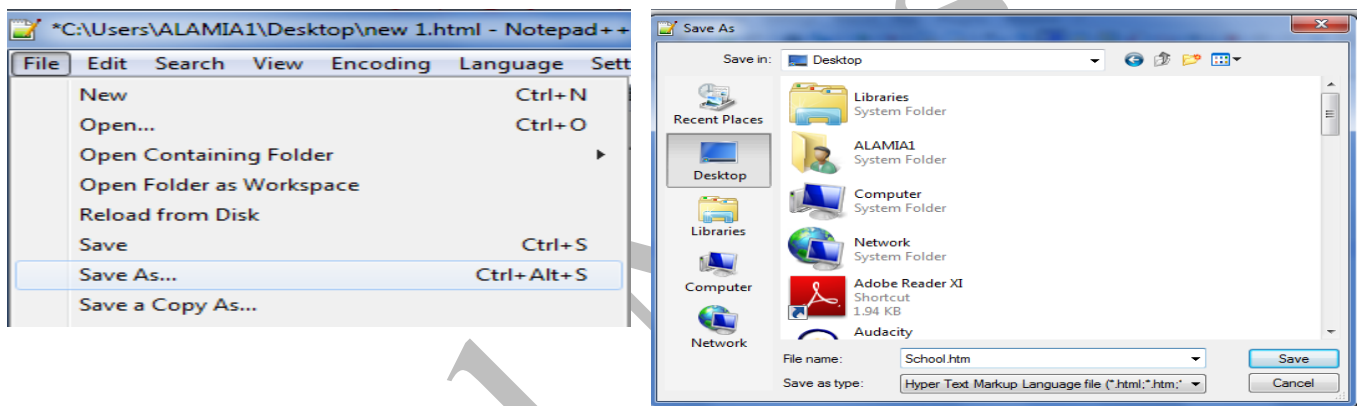 *C:\Users\ALAMIA1\Desktop\new 1.html - Notepad++
File Edit Search View Encoding Language Sett
New Ctrl+N
Open... Ctrl+O
Open Containing Folder
Open Folder as Workspace
Reload from Disk
Save Ctrl+S
Save As... Ctrl+Alt+S
Save a Copy As...
Save As
Save in: Desktop
Recent Places
Desktop
Libraries
Computer
Network
Libraries
System Folder
ALAMIA1
System Folder
Computer
System Folder
Network
System Folder
Adobe Reader XI
Shortcut
1.94 KB
Audacity
File name: School.htm Save
Save as type: Hyper Text Markup Language file (*.html;*.htm;* Cancel